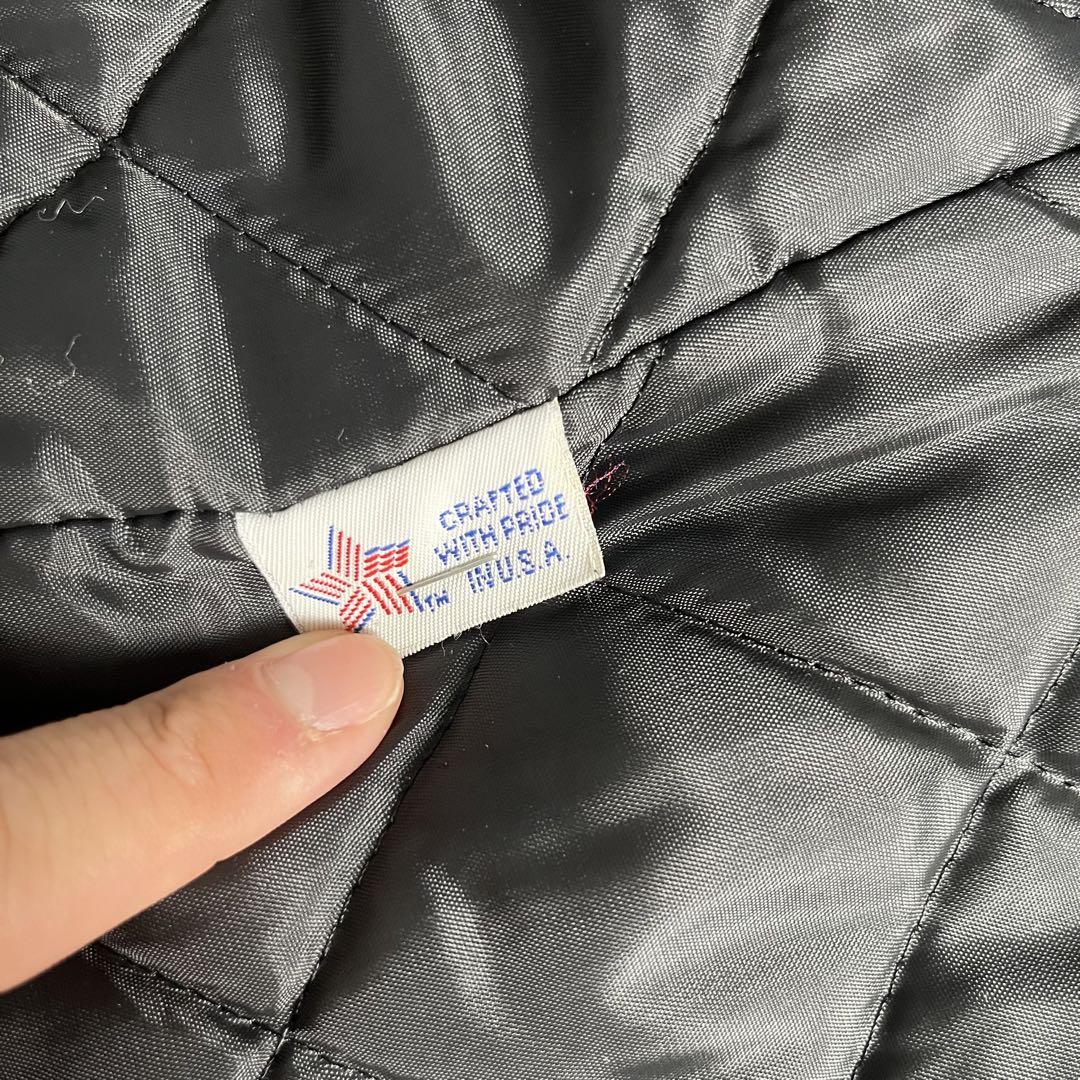 CRAFTED
WITH PRIDE
IN U.S.A.
TM